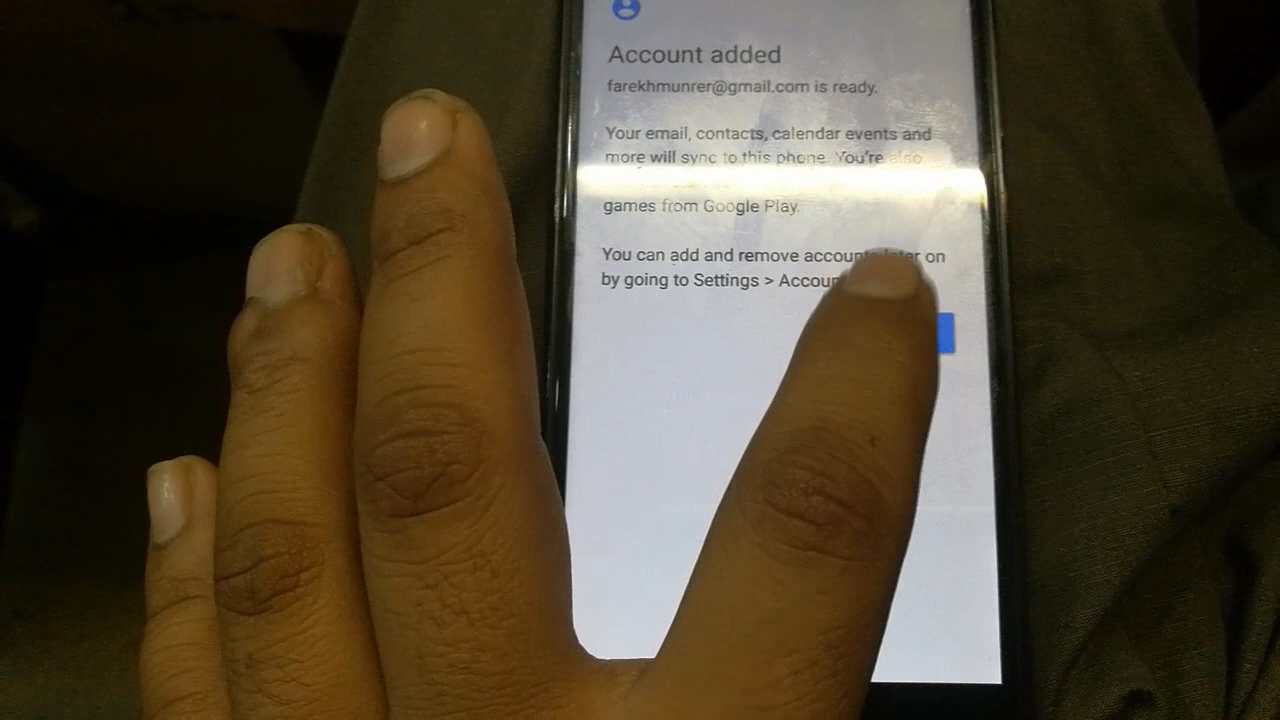 Account added
farekhmunrer@gmail.com is ready.
Your email, contacts, calendar events and
more will sync to this phone. You're also
games from Google Play.
You can add and remove accounts later on
by going to Settings > Accoun